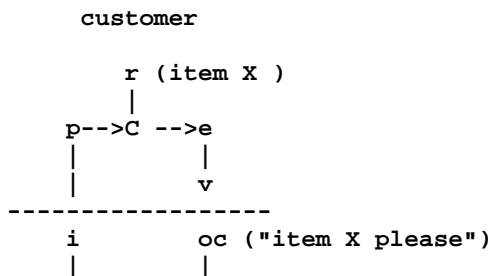 customer
r (item X )
|
p-->C -->e
|         |
|         v
-------------------
i         oc ("item X please")
|         |